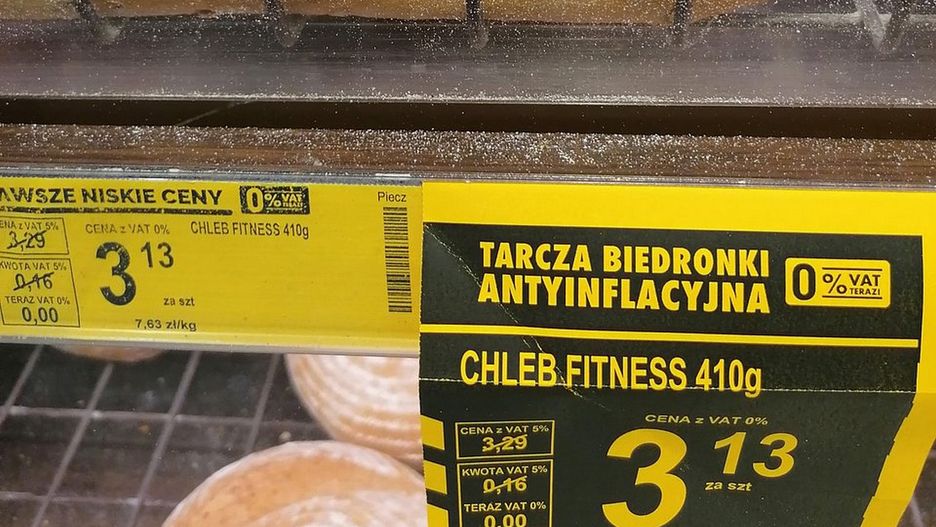 AWSZE NISKIE CENY
0% VAT TERAZ!
Piecz
CENA z VAT 5%
3,29
KWOTA VAT 5%
0,16
TERAZ VAT 0%
0,00
CENA z VAT 0%
3 13
za szt
7,63 zł/kg
CHLEB FITNESS 410g
TARCZA BIEDRONKI
ANTYINFLACYJNA
0% VAT
TERAZ!
CHLEB FITNESS 410g
CENA z VAT 5%
3,29
KWOTA VAT 5%
0,16
TERAZ VAT 0%
0,00
CENA z VAT 0%
3 13
za szt